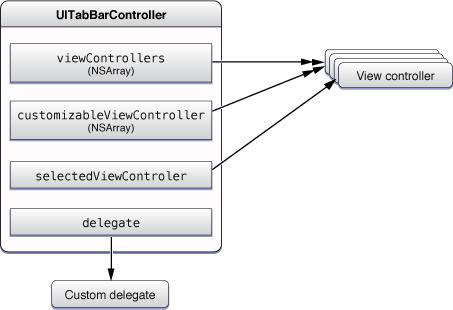 UITabBarController
viewControllers
(NSArray)
customizableViewController
(NSArray)
selectedViewControler
delegate
View controller
Custom delegate